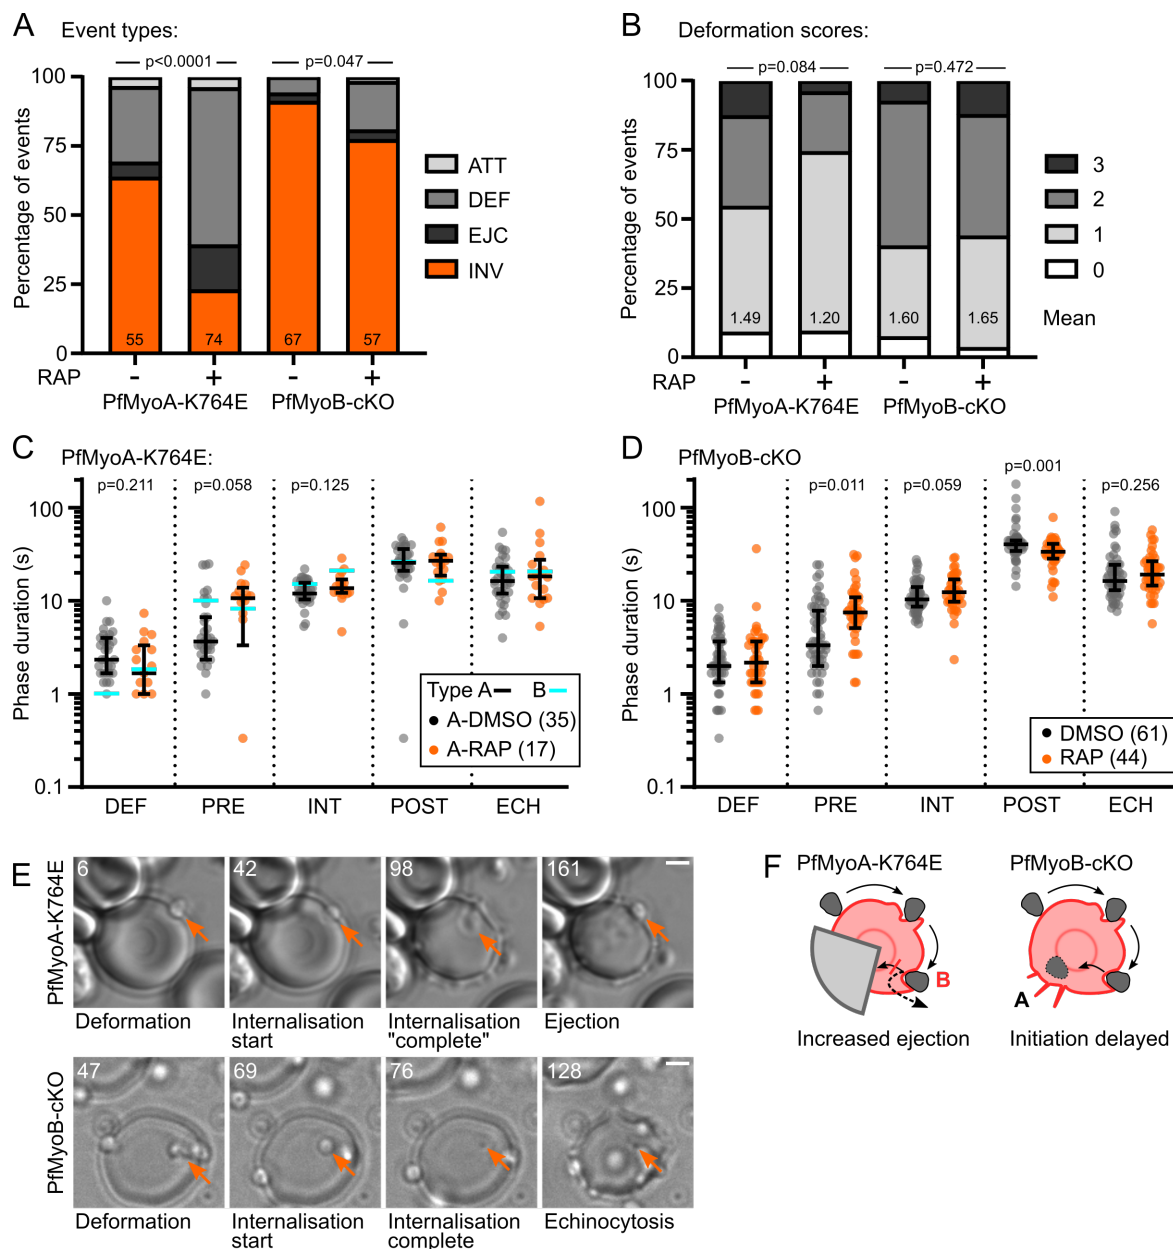 A Event types:
p<0.0001 p=0.047
Percentage of events
100
75
50
25
0
55 74 67 57
ATT
DEF
EJC
INV
RAP - + - +
PfMyoA-K764E PfMyoB-cKO
B Deformation scores:
p=0.084 p=0.472
Percentage of events
100
75
50
25
0
1.49 1.20 1.60 1.65
3
2
1
0
Mean
RAP - + - +
PfMyoA-K764E PfMyoB-cKO
C PfMyoA-K764E:
p=0.211 p=0.058 p=0.125
Phase duration (s)
100
10
1
0.1
Type A B
A-DMSO (35)
A-RAP (17)
DEF PRE INT POST ECH
D PfMyoB-cKO
p=0.011 p=0.059 p=0.001 p=0.256
Phase duration (s)
100
10
1
0.1
DMSO (61)
RAP (44)
DEF PRE INT POST ECH
E
PfMyoA-K764E
6 42 98 161
Deformation Internalisation start Internalisation "complete" Ejection
PfMyoB-cKO
47 69 76 128
Deformation Internalisation start Internalisation complete Echinocytosis
F
PfMyoA-K764E PfMyoB-cKO
B
A
Increased ejection Initiation delayed